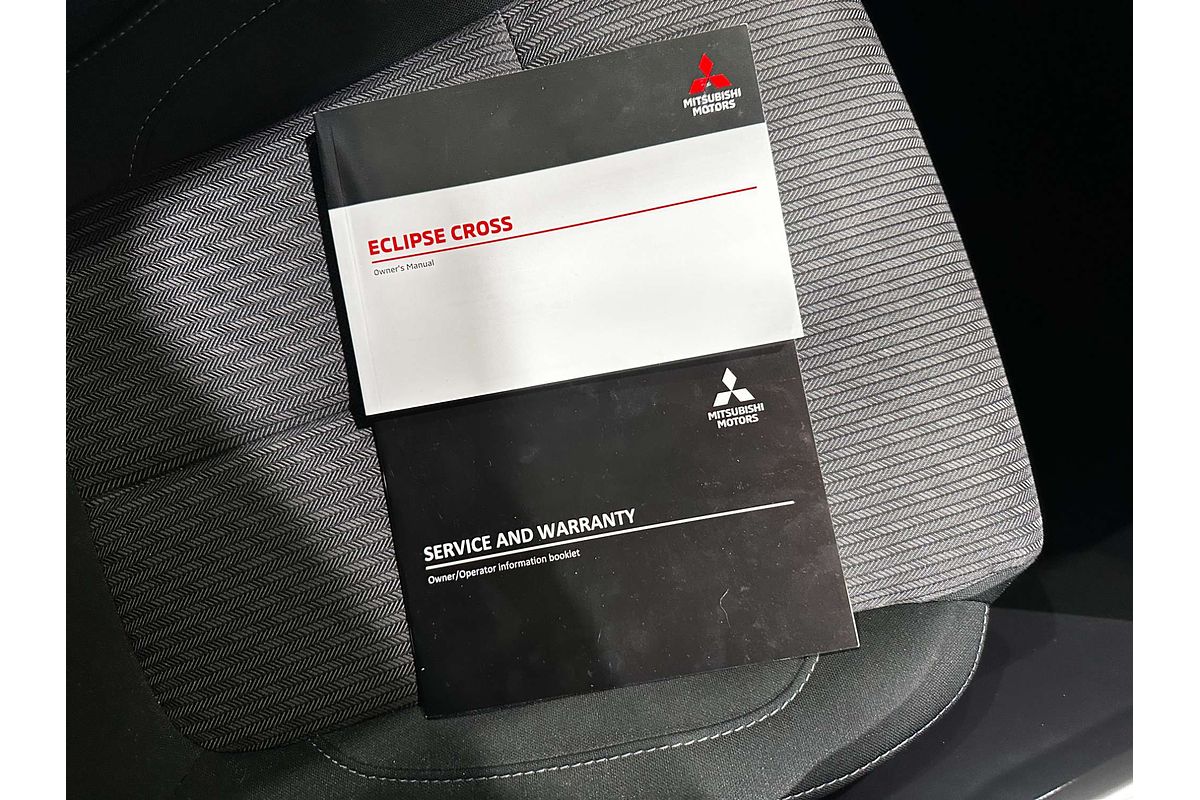 MITSUBISHI
MOTORS
ECLIPSE CROSS
Owner's Manual
MITSUBISHI
MOTORS
SERVICE AND WARRANTY
Owner/Operator information booklet